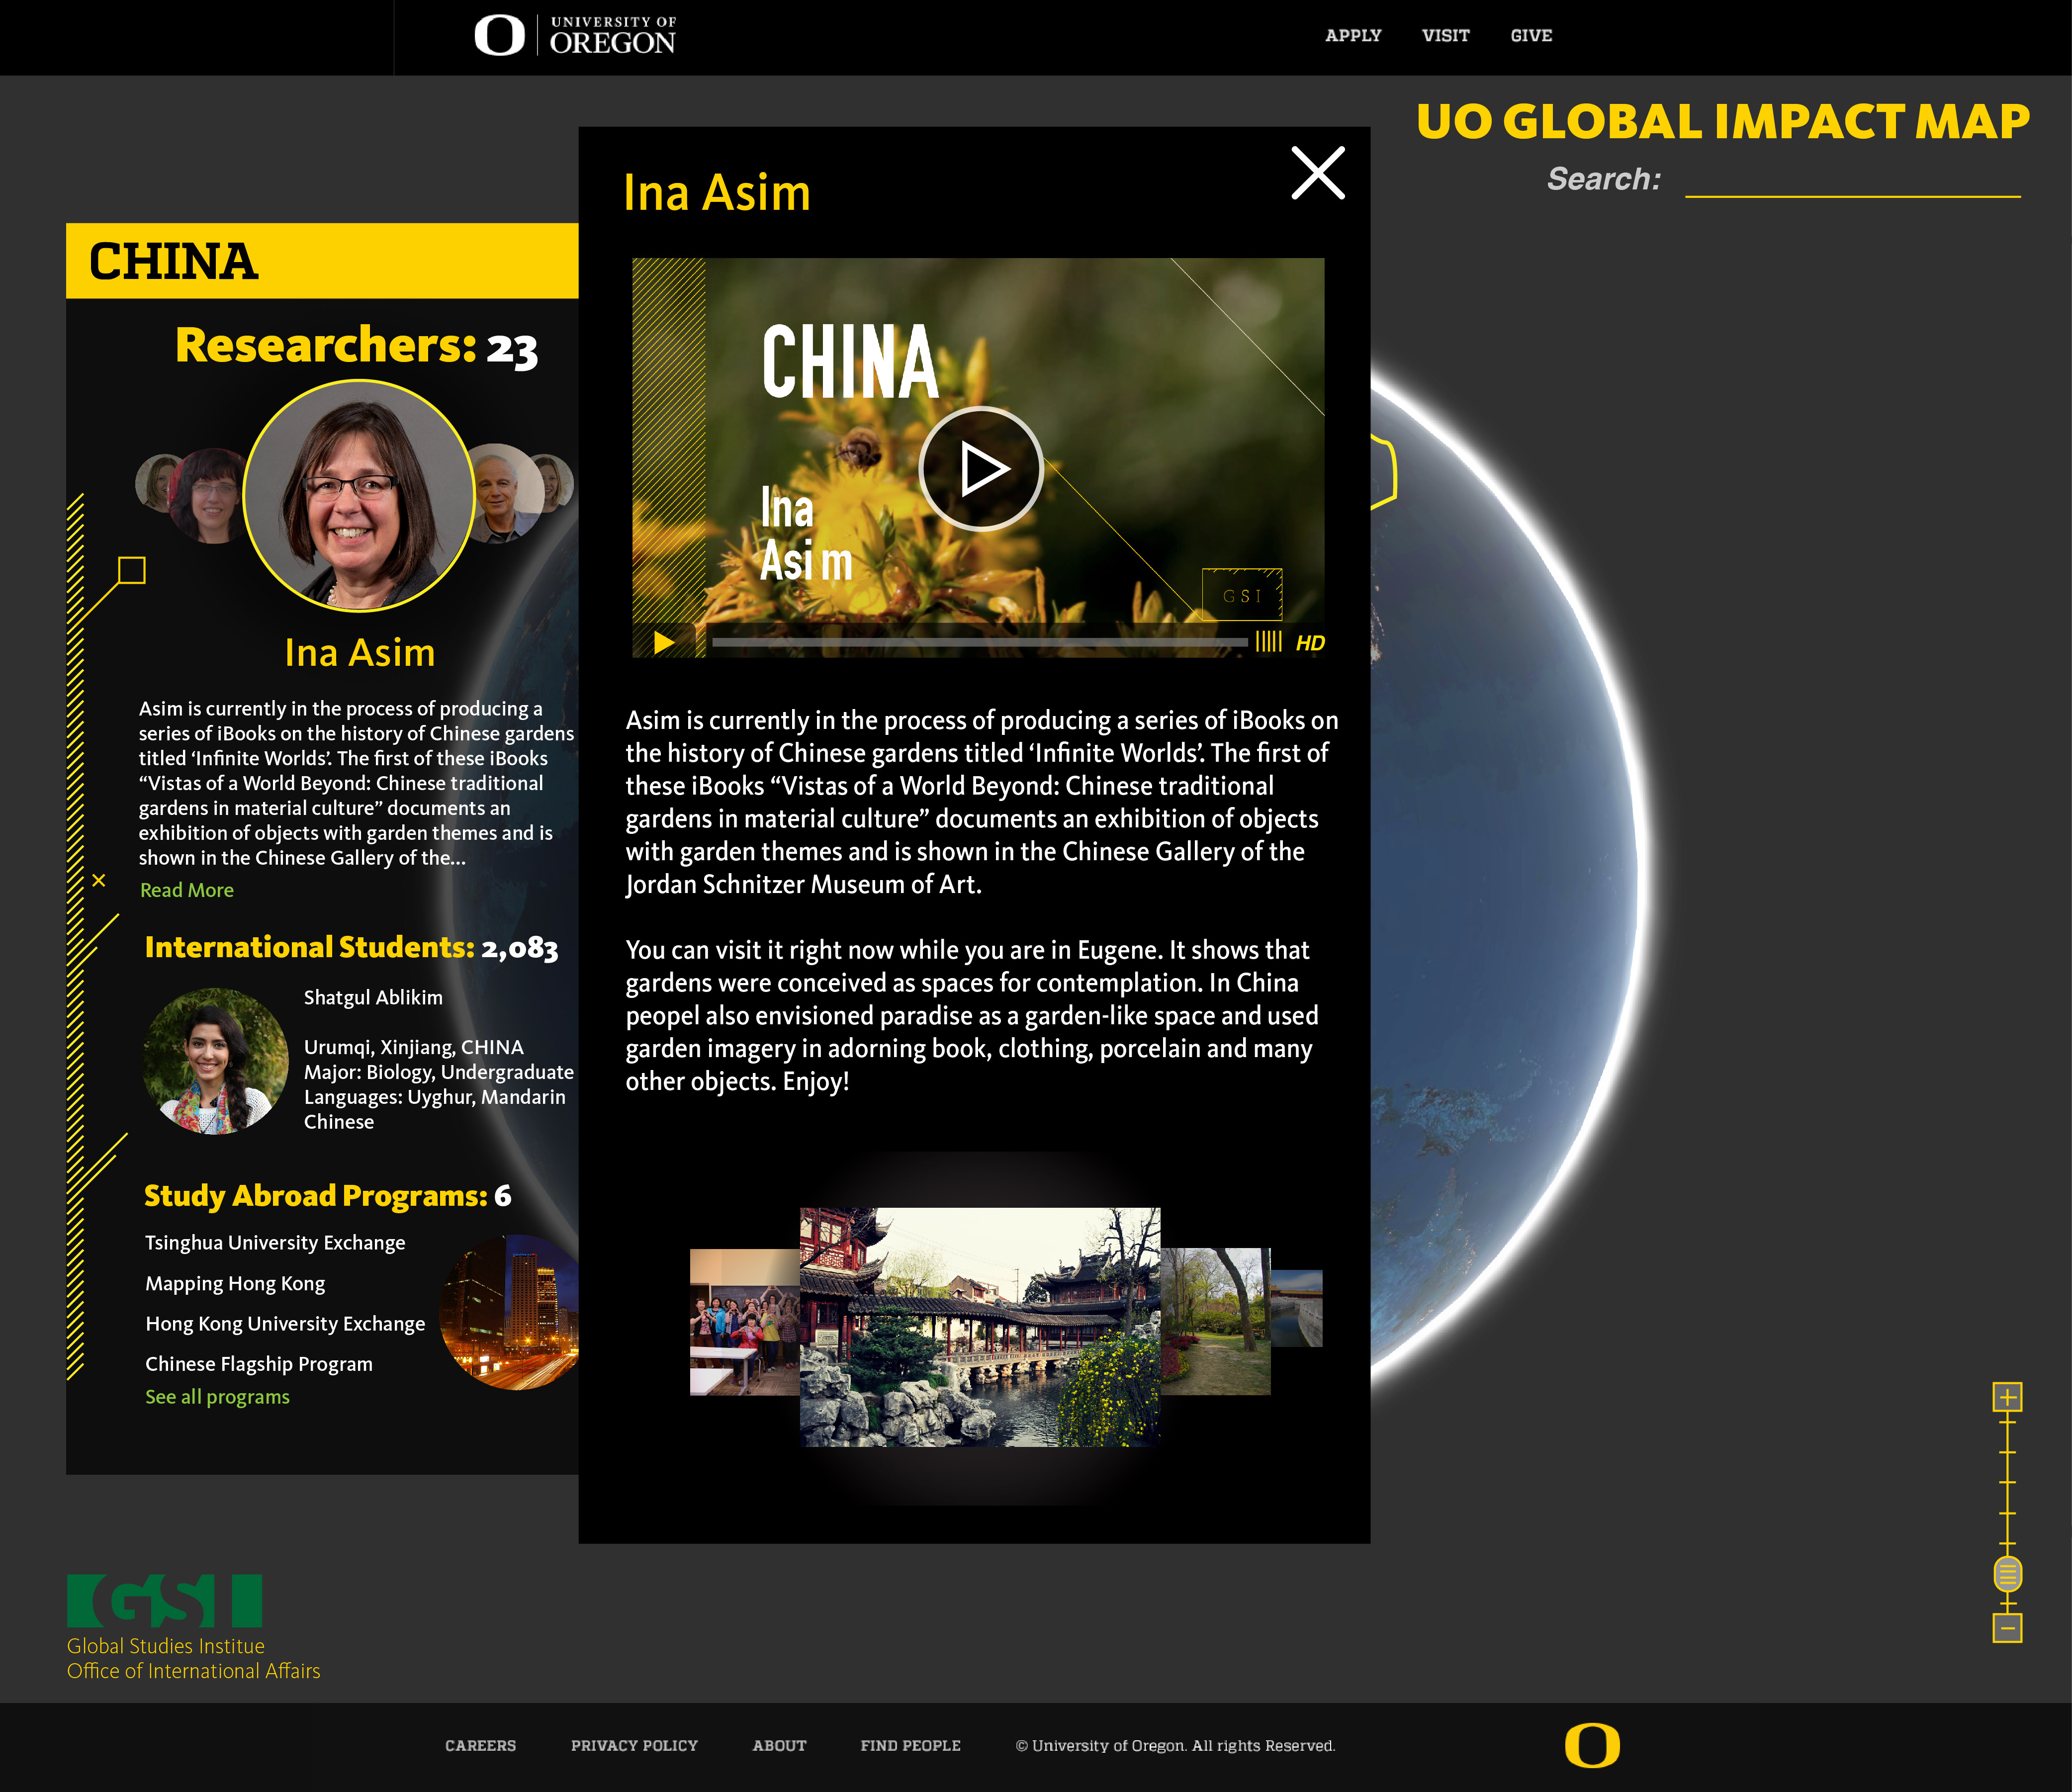 UNIVERSITY OF
OREGON
APPLY VISIT GIVE
UO GLOBAL IMPACT MAP
Search:
CHINA
Researchers: 23
Ina Asim
Asim is currently in the process of producing a
series of iBooks on the history of Chinese gardens
titled ‘Infinite Worlds’. The first of these iBooks
“Vistas of a World Beyond: Chinese traditional
gardens in material culture” documents an
exhibition of objects with garden themes and is
shown in the Chinese Gallery of the...
Read More
International Students: 2,083
Shatgul Ablikim
Urumqi, Xinjiang, CHINA
Major: Biology, Undergraduate
Languages: Uyghur, Mandarin
Chinese
Study Abroad Programs: 6
Tsinghua University Exchange
Mapping Hong Kong
Hong Kong University Exchange
Chinese Flagship Program
See all programs
Ina Asim
CHINA
Ina
Asim
GSI
HD
Asim is currently in the process of producing a series of iBooks on
the history of Chinese gardens titled ‘Infinite Worlds’. The first of
these iBooks “Vistas of a World Beyond: Chinese traditional
gardens in material culture” documents an exhibition of objects
with garden themes and is shown in the Chinese Gallery of the
Jordan Schnitzer Museum of Art.
You can visit it right now while you are in Eugene. It shows that
gardens were conceived as spaces for contemplation. In China
peopel also envisioned paradise as a garden-like space and used
garden imagery in adorning book, clothing, porcelain and many
other objects. Enjoy!
GSI
Global Studies Institue
Office of International Affairs
CAREERS PRIVACY POLICY ABOUT FIND PEOPLE © University of Oregon. All rights Reserved.